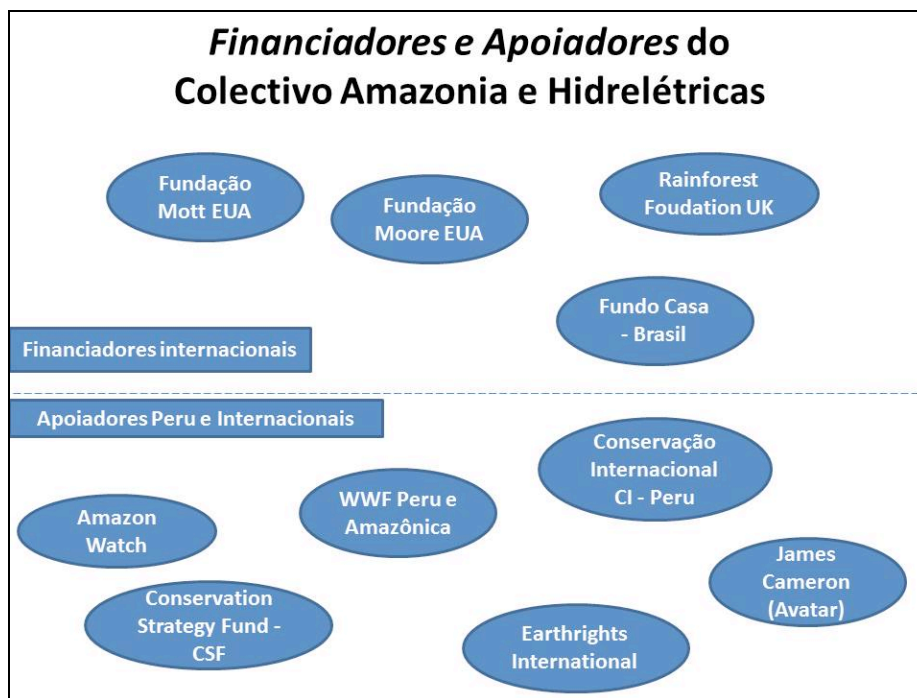 Financiadores e Apoiadores do
Colectivo Amazonia e Hidrelétricas
Fundação
Mott EUA
Fundação
Moore EUA
Rainforest
Foudation UK
Fundo Casa
- Brasil
Financiadores internacionais
Apoiadores Peru e Internacionais
Conservação
Internacional
CI - Peru
WWF Peru e
Amazônica
Amazon
Watch
James
Cameron
(Avatar)
Conservation
Strategy Fund -
CSF
Earthrights
International